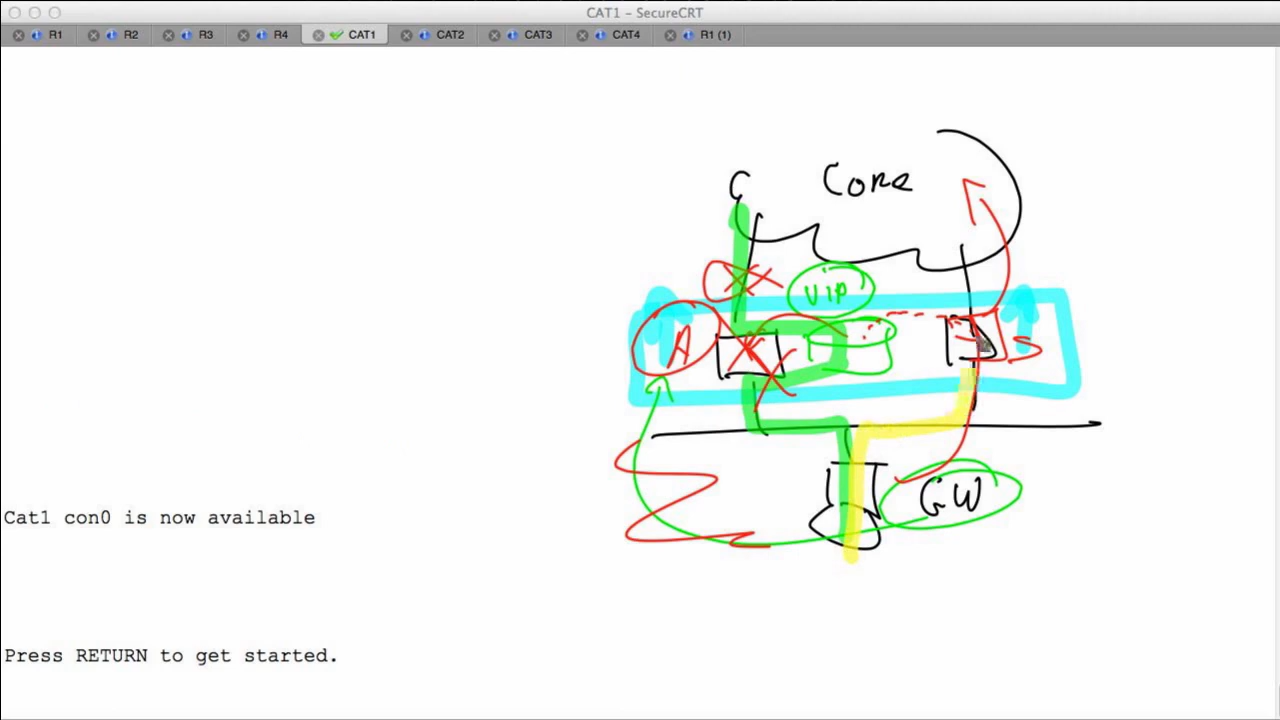 CAT1 - SecureCRT
R1 R2 R3 R4 CAT1 CAT2 CAT3 CAT4 R1 (1)
Core
VIP
A
S
GW
Cat1 con0 is now available
Press RETURN to get started.